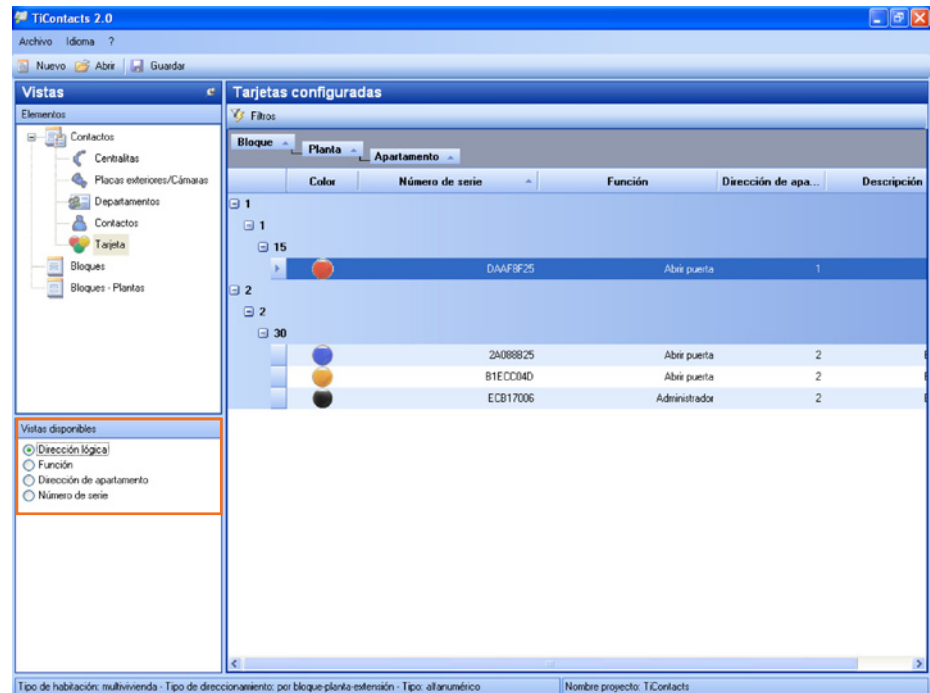 TiContacts 2.0
Archivo Idioma ?
Nuevo Abrir Guardar
Vistas
Elementos
Contactos
Centralitas
Placas exteriores/Cámaras
Departamentos
Contactos
Tarjeta
Bloques
Bloques - Plantas
Vistas disponibles
Dirección lógica
Función
Dirección de apartamento
Número de serie
Tarjetas configuradas
Filtros
Bloque Planta Apartamento
Color Número de serie Función Dirección de apa... Descripción
1
1
15
DAAF8F25 Abrir puerta 1
2
2
30
2A088B25 Abrir puerta 2
B1ECC04D Abrir puerta 2
ECB17006 Administrador 2
Tipo de habitación: multivivienda - Tipo de direccionamiento: por bloque-planta-extensión - Tipo: alfanumérico Nombre proyecto: TiContacts